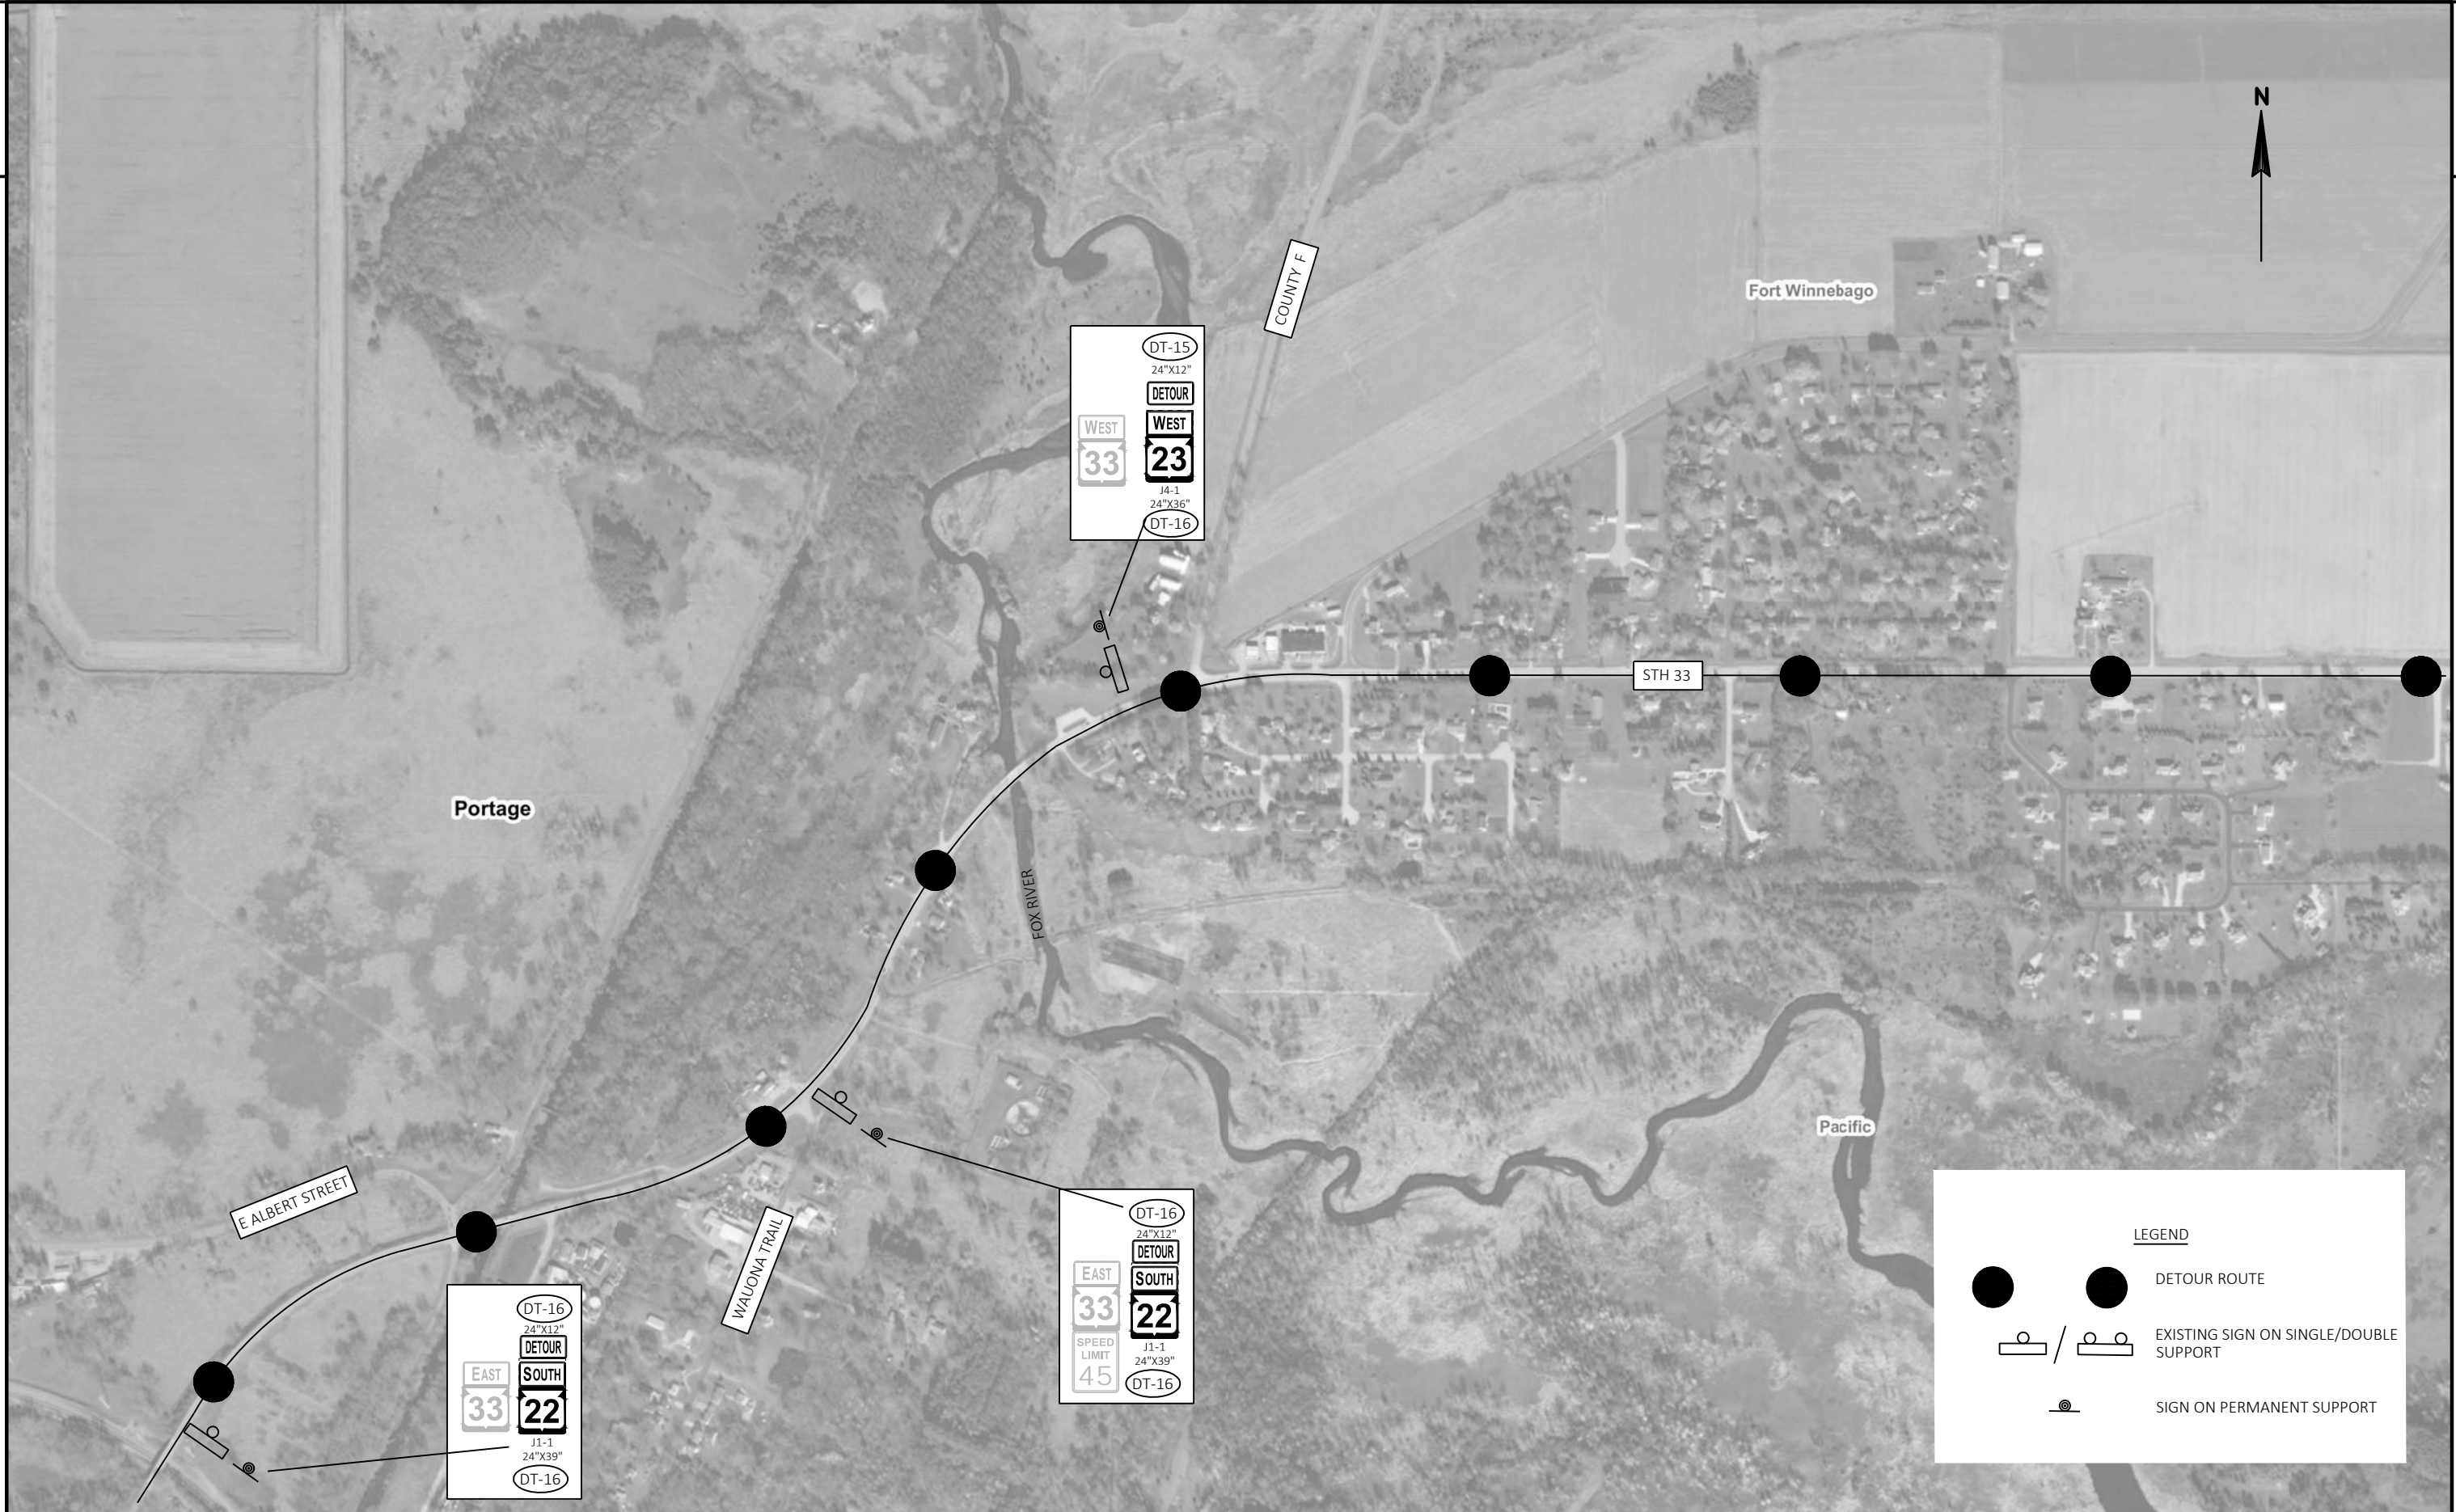 N
Fort Winnebago
COUNTY F
DT-15
24"X12"
DETOUR
WEST
33
WEST
23
J4-1
24"X36"
DT-16
STH 33
Portage
FOX RIVER
E ALBERT STREET
WAUONA TRAIL
Pacific
DT-16
24"X12"
DETOUR
EAST
33
SPEED
LIMIT
45
SOUTH
22
J1-1
24"X39"
DT-16
DT-16
24"X12"
DETOUR
EAST
33
SOUTH
22
J1-1
24"X39"
DT-16
LEGEND
DETOUR ROUTE
EXISTING SIGN ON SINGLE/DOUBLE
SUPPORT
SIGN ON PERMANENT SUPPORT